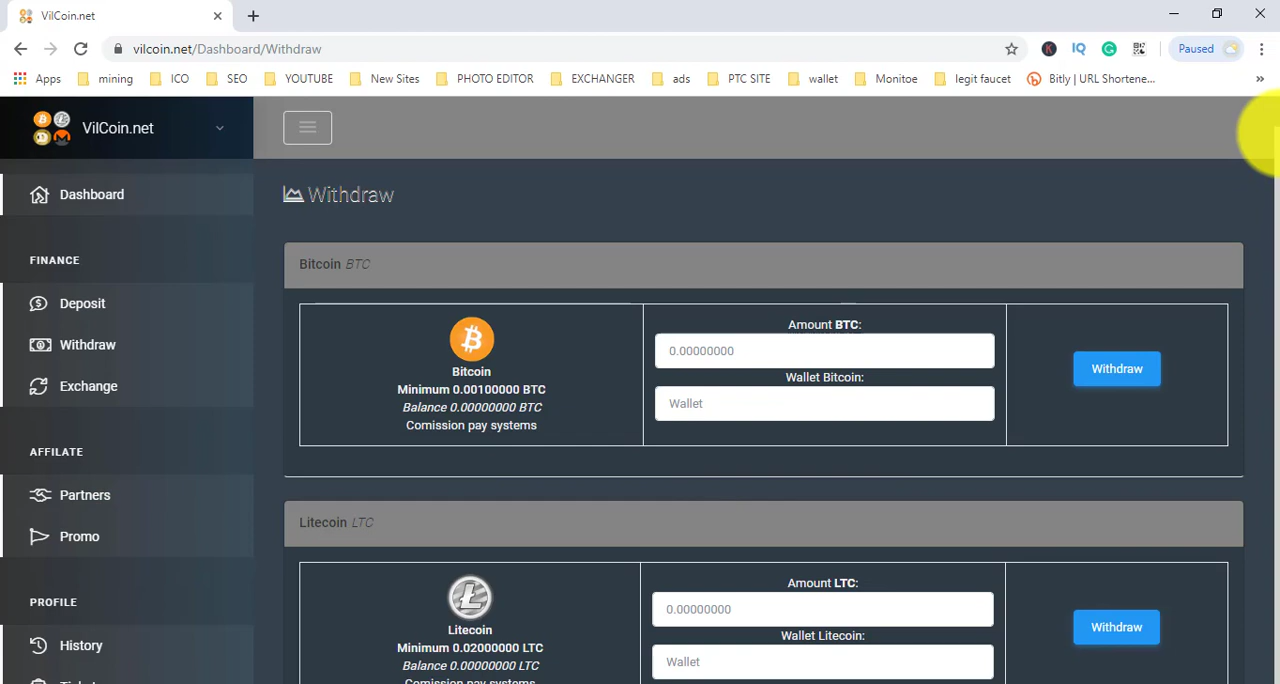 VilCoin.net
vilcoin.net/Dashboard/Withdraw
Paused
Apps mining ICO SEO YOUTUBE New Sites PHOTO EDITOR EXCHANGER ads PTC SITE wallet Monitoe legit faucet Bitly | URL Shortene...
VilCoin.net
Dashboard
FINANCE
Deposit
Withdraw
Exchange
AFFILATE
Partners
Promo
PROFILE
History
Withdraw
Bitcoin BTC
Bitcoin
Minimum 0.00100000 BTC
Balance 0.00000000 BTC
Comission pay systems
Amount BTC:
0.00000000
Wallet Bitcoin:
Wallet
Withdraw
Litecoin LTC
Litecoin
Minimum 0.02000000 LTC
Balance 0.00000000 LTC
Comission pay systems
Amount LTC:
0.00000000
Wallet Litecoin:
Wallet
Withdraw